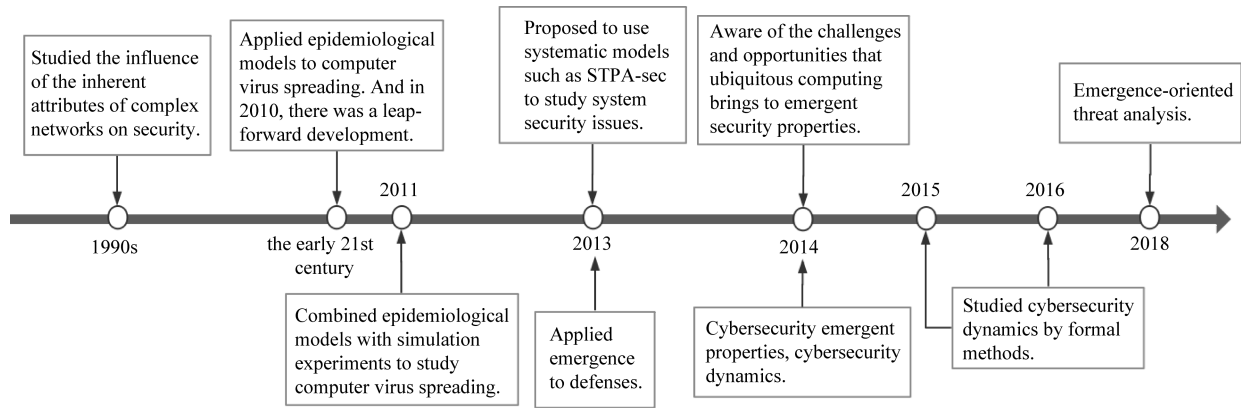 Studied the influence
of the inherent
attributes of complex
networks on security.
Applied epidemiological
models to computer
virus spreading. And in
2010, there was a leap-
forward development.
Proposed to use
systematic models
such as STPA-sec
to study system
security issues.
Aware of the challenges
and opportunities that
ubiquitous computing
brings to emergent
security properties.
Emergence-oriented
threat analysis.
2011
2015
2016
1990s
the early 21st
century
2013
2014
2018
Combined epidemiological
models with simulation
experiments to study
computer virus spreading.
Applied
emergence
to defenses.
Cybersecurity emergent
properties, cybersecurity
dynamics.
Studied cybersecurity
dynamics by formal
methods.